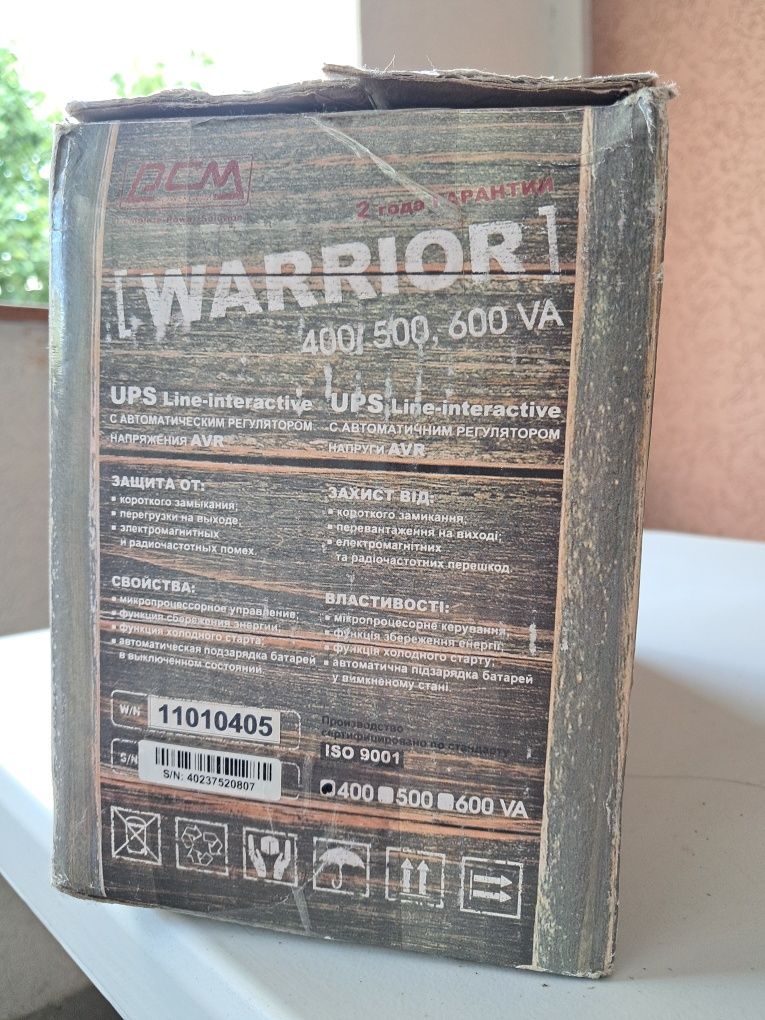 PCM
2 года ГАРАНТИИ
[WARRIOR]
400/ 500, 600 VA
UPS Line-interactive
С АВТОМАТИЧЕСКИМ РЕГУЛЯТОРОМ
НАПРЯЖЕНИЯ AVR
ЗАЩИТА ОТ:
▪ короткого замыкания;
▪ перегрузки на выходе;
▪ электромагнитных
и радиочастотных помех.
СВОЙСТВА:
▪ микропроцессорное управление;
▪ функция сбережения энергии;
▪ функция холодного старта;
▪ автоматическая подзарядка батарей
в выключенном состоянии.
UPS Line-interactive
С АВТОМАТИЧНИМ РЕГУЛЯТОРОМ
НАПРУГИ AVR
ЗАХИСТ ВІД:
▪ короткого замикання;
▪ перевантаження на виході;
▪ електромагнітних
та радіочастотних перешкод.
ВЛАСТИВОСТІ:
▪ мікропроцесорне керування;
▪ функція збереження енергії;
▪ функція холодного старту;
▪ автоматична підзарядка батарей
у вимкненому стані.
W/N 11010405
S/N
S/N: 40237520807
Производство
сертифицировано по стандарту
ISO 9001
400 500 600 VA